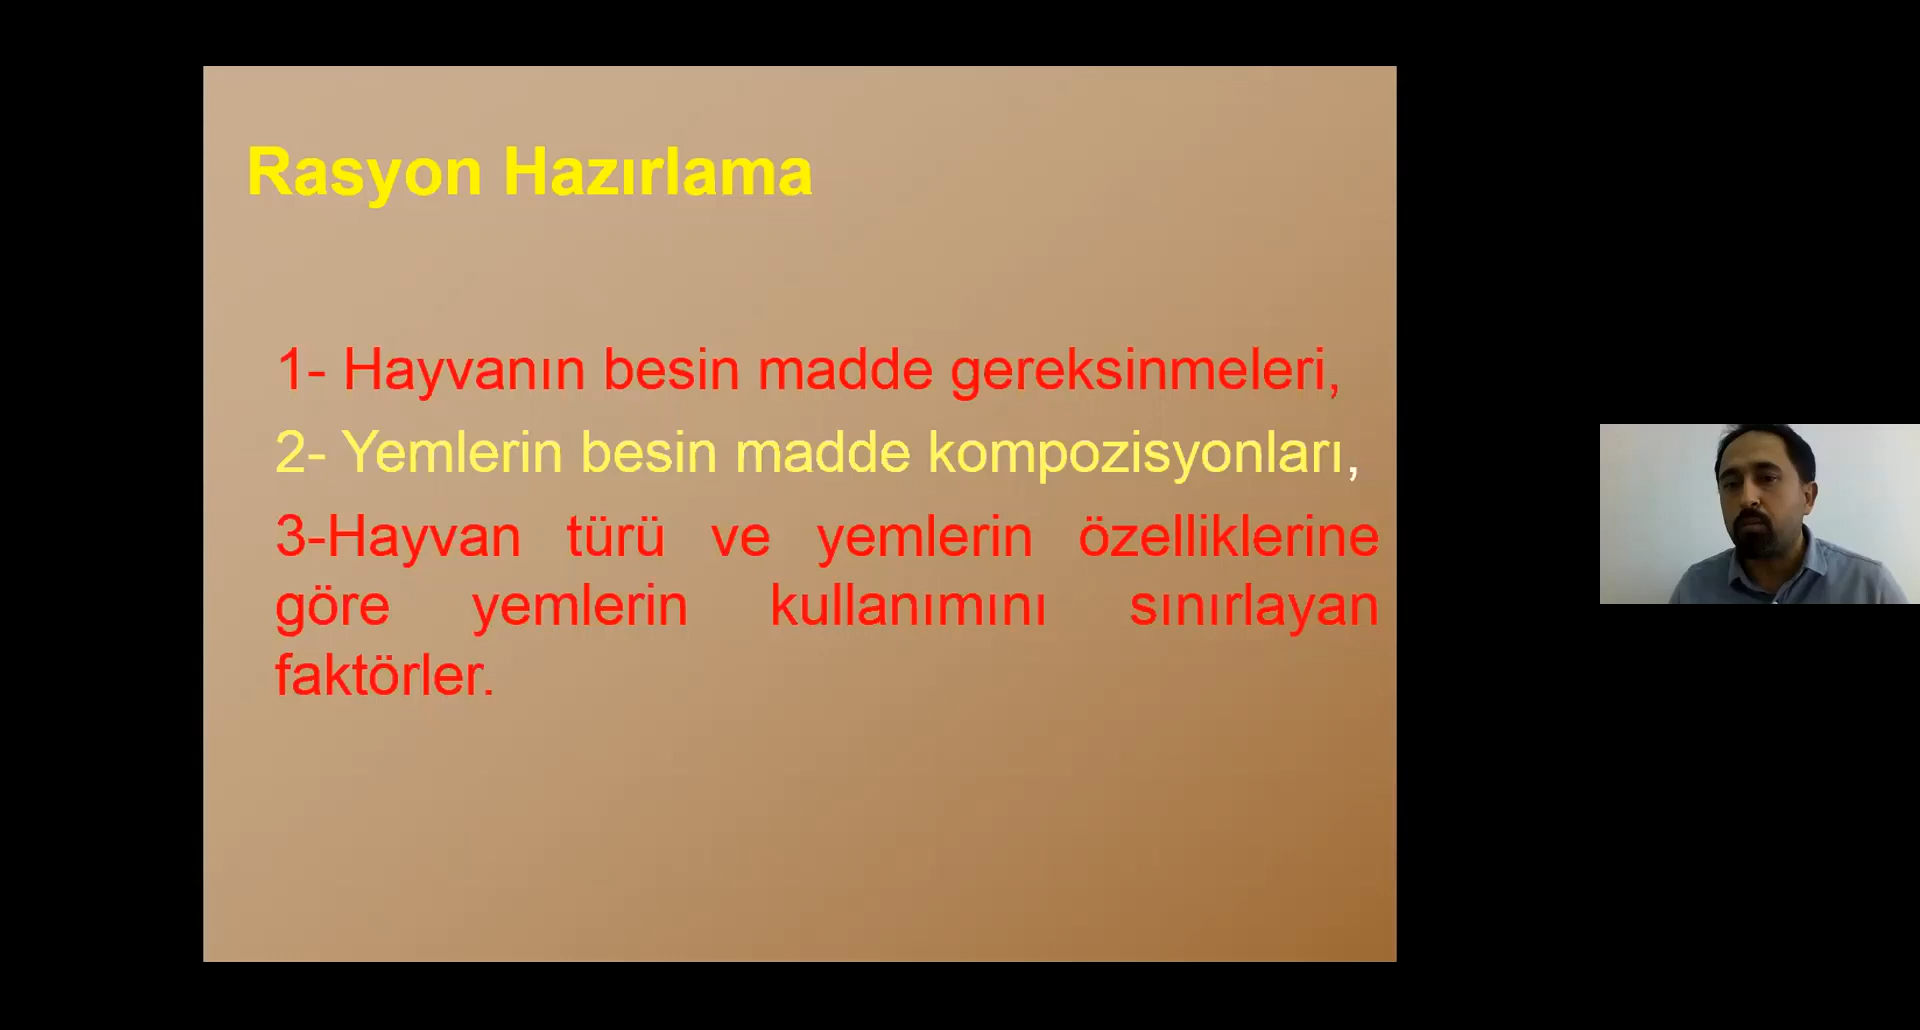 Rasyon Hazırlama
1- Hayvanın besin madde gereksinmeleri,
2- Yemlerin besin madde kompozisyonları,
3-Hayvan türü ve yemlerin özelliklerine
göre yemlerin kullanımını sınırlayan
faktörler.